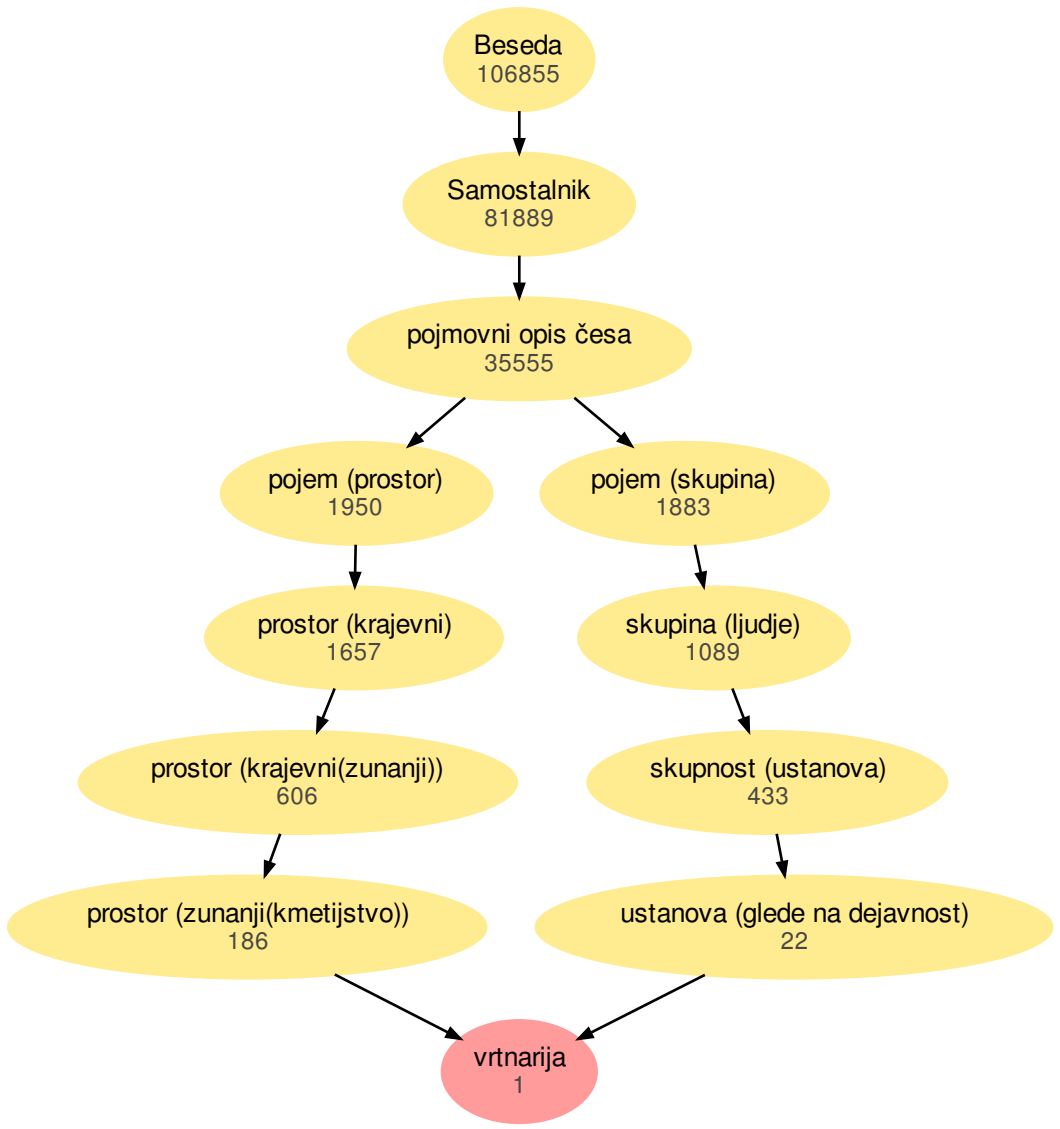 Beseda
106855
Samostalnik
81889
pojmovni opis česa
35555
pojem (prostor)
1950
pojem (skupina)
1883
prostor (krajevni)
1657
skupina (ljudje)
1089
prostor (krajevni(zunanji))
606
skupnost (ustanova)
433
prostor (zunanji(kmetijstvo))
186
ustanova (glede na dejavnost)
22
vrtnarija
1